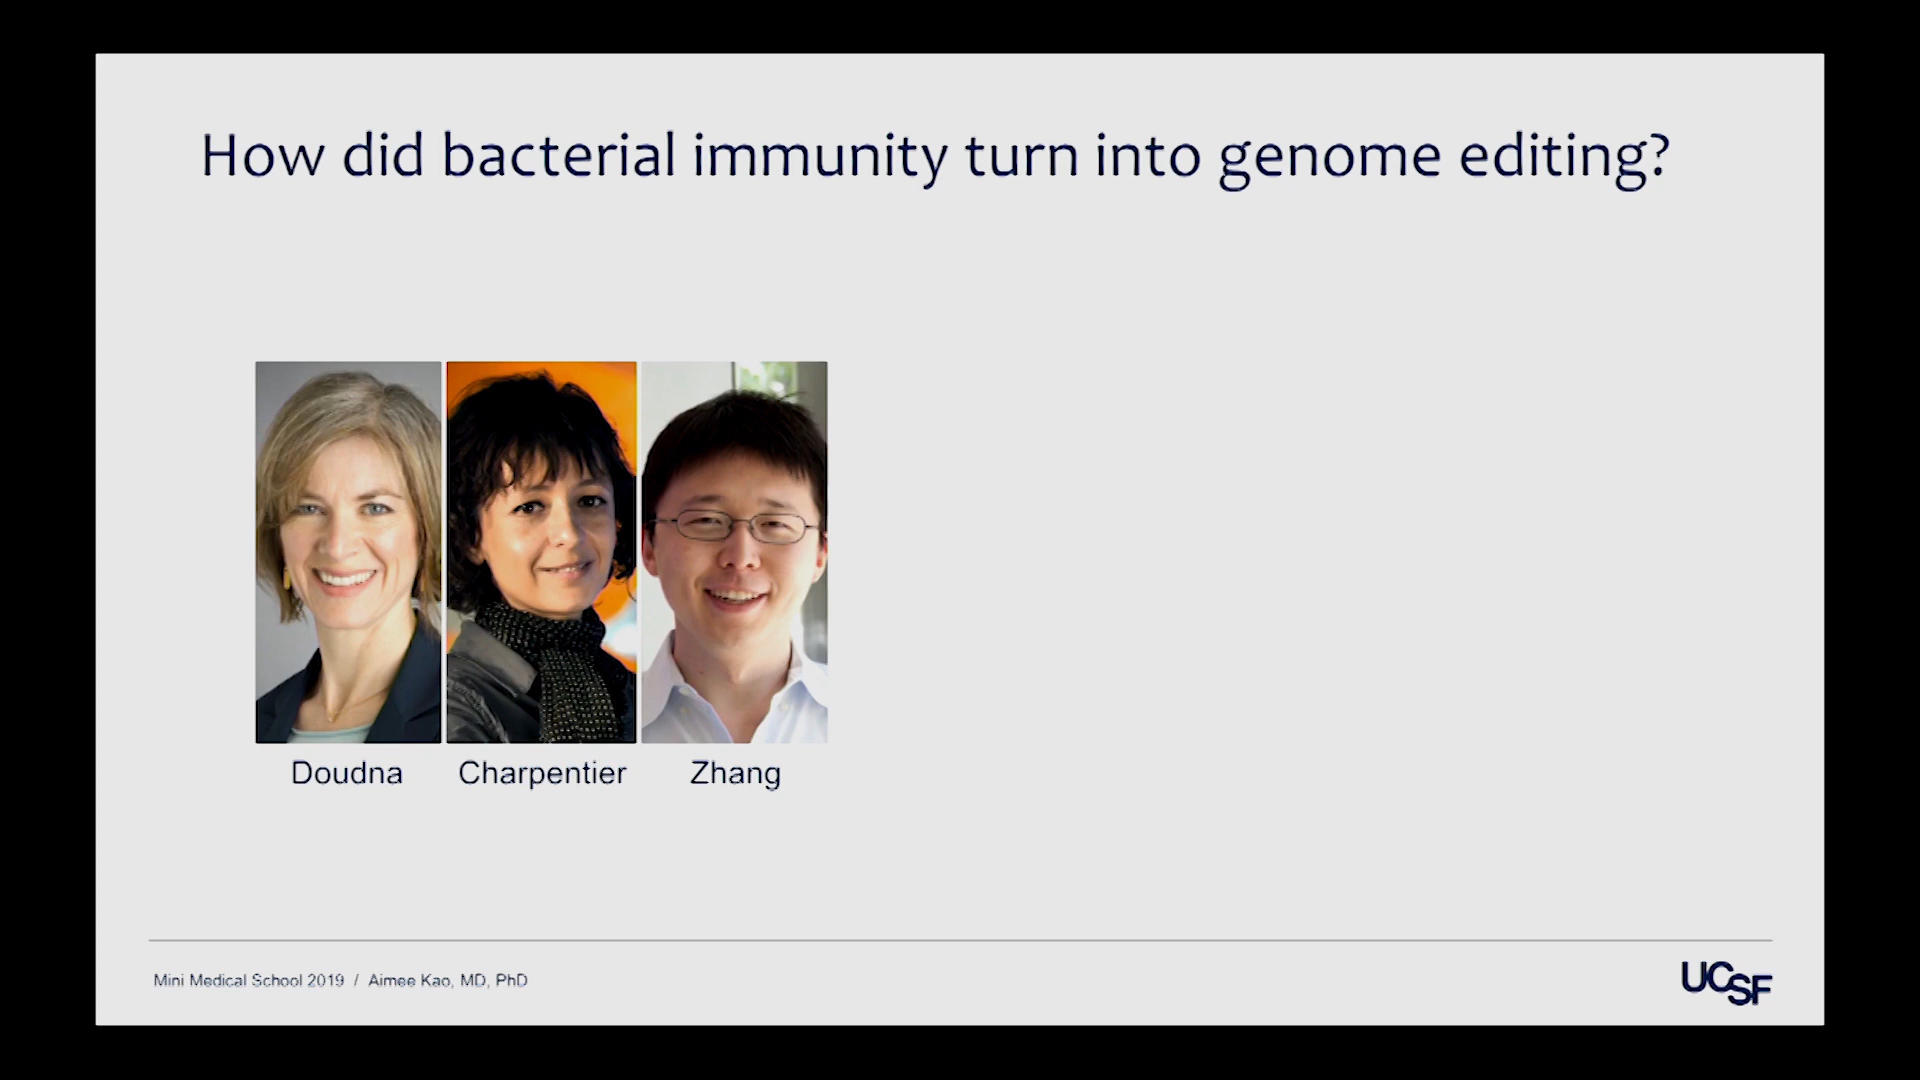 How did bacterial immunity turn into genome editing?
Doudna
Charpentier
Zhang
Mini Medical School 2019 / Aimee Kao, MD, PhD
UCSF